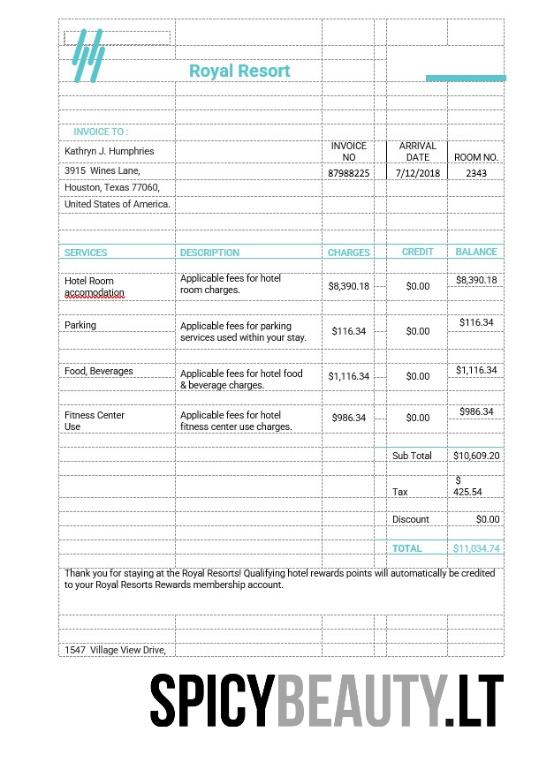 Royal Resort
INVOICE TO :
Kathryn J. Humphries
3915 Wines Lane,
Houston, Texas 77060,
United States of America.
INVOICE NO ARRIVAL DATE ROOM NO.
87988225 7/12/2018 2343
SERVICES DESCRIPTION CHARGES CREDIT BALANCE
Hotel Room accomodation Applicable fees for hotel room charges. $8,390.18 $0.00 $8,390.18
Parking Applicable fees for parking services used within your stay. $116.34 $0.00 $116.34
Food, Beverages Applicable fees for hotel food & beverage charges. $1,116.34 $0.00 $1,116.34
Fitness Center Use Applicable fees for hotel fitness center use charges. $986.34 $0.00 $986.34
Sub Total $10,609.20
Tax $ 425.54
Discount $0.00
TOTAL $11,034.74
Thank you for staying at the Royal Resorts! Qualifying hotel rewards points will automatically be credited
to your Royal Resorts Rewards membership account.
1547 Village View Drive,
SPICYBEAUTY.LT